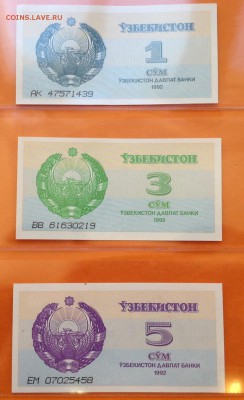 COINS.LAVE.RU
ЎЗБЕКИСТОН
1
СЎМ
ЎЗБЕКИСТОН ДАВЛАТ БАНКИ
1992
АК 47571439
ЎЗБЕКИСТОН
3
СЎМ
ЎЗБЕКИСТОН ДАВЛАТ БАНКИ
1992
ВВ 61630219
ЎЗБЕКИСТОН
5
СЎМ
ЎЗБЕКИСТОН ДАВЛАТ БАНКИ
1992
ЕМ 07025458